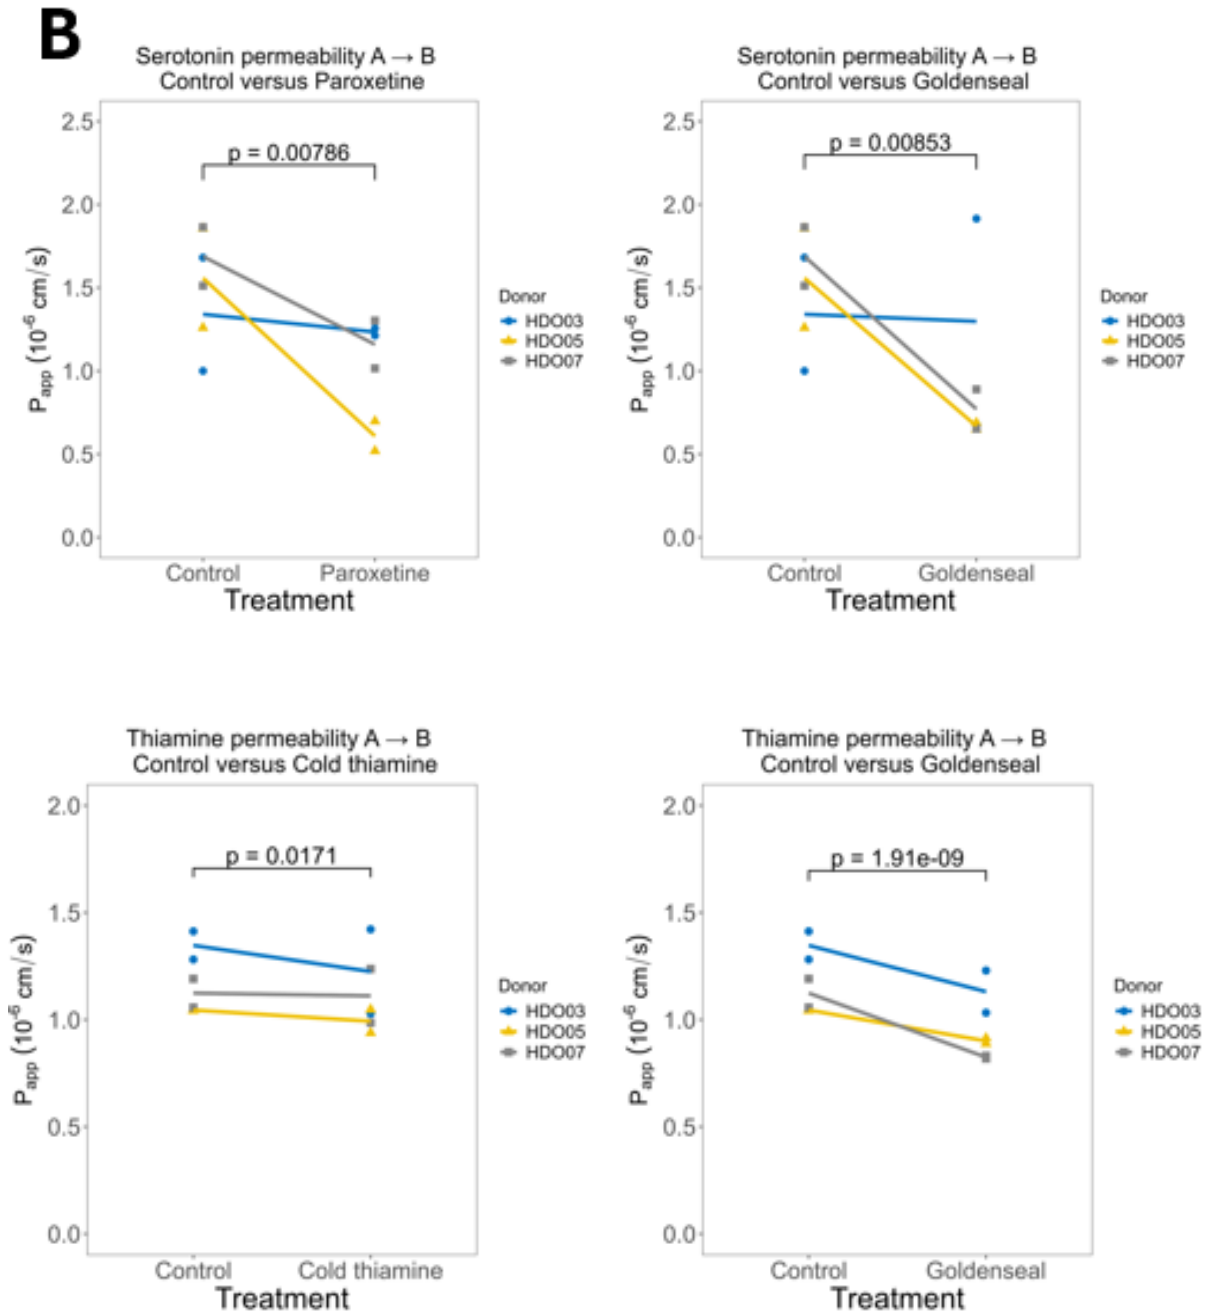 B
Serotonin permeability A → B
Control versus Paroxetine
2.5
2.0
1.5
1.0
0.5
0.0
p = 0.00786
Papp (10-6 cm/s)
Control Paroxetine
Treatment
Donor
HDO03
HDO05
HDO07
Serotonin permeability A → B
Control versus Goldenseal
2.5
2.0
1.5
1.0
0.5
0.0
p = 0.00853
Papp (10-6 cm/s)
Control Goldenseal
Treatment
Donor
HDO03
HDO05
HDO07
Thiamine permeability A → B
Control versus Cold thiamine
2.0
1.5
1.0
0.5
0.0
p = 0.0171
Papp (10-6 cm/s)
Control Cold thiamine
Treatment
Donor
HDO03
HDO05
HDO07
Thiamine permeability A → B
Control versus Goldenseal
2.0
1.5
1.0
0.5
0.0
p = 1.91e-09
Papp (10-6 cm/s)
Control Goldenseal
Treatment
Donor
HDO03
HDO05
HDO07